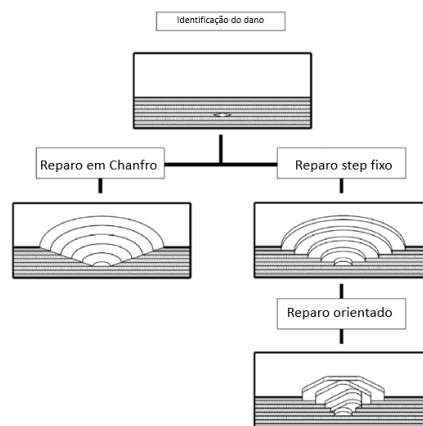 Identificação do dano
Reparo em Chanfro
Reparo step fixo
Reparo orientado